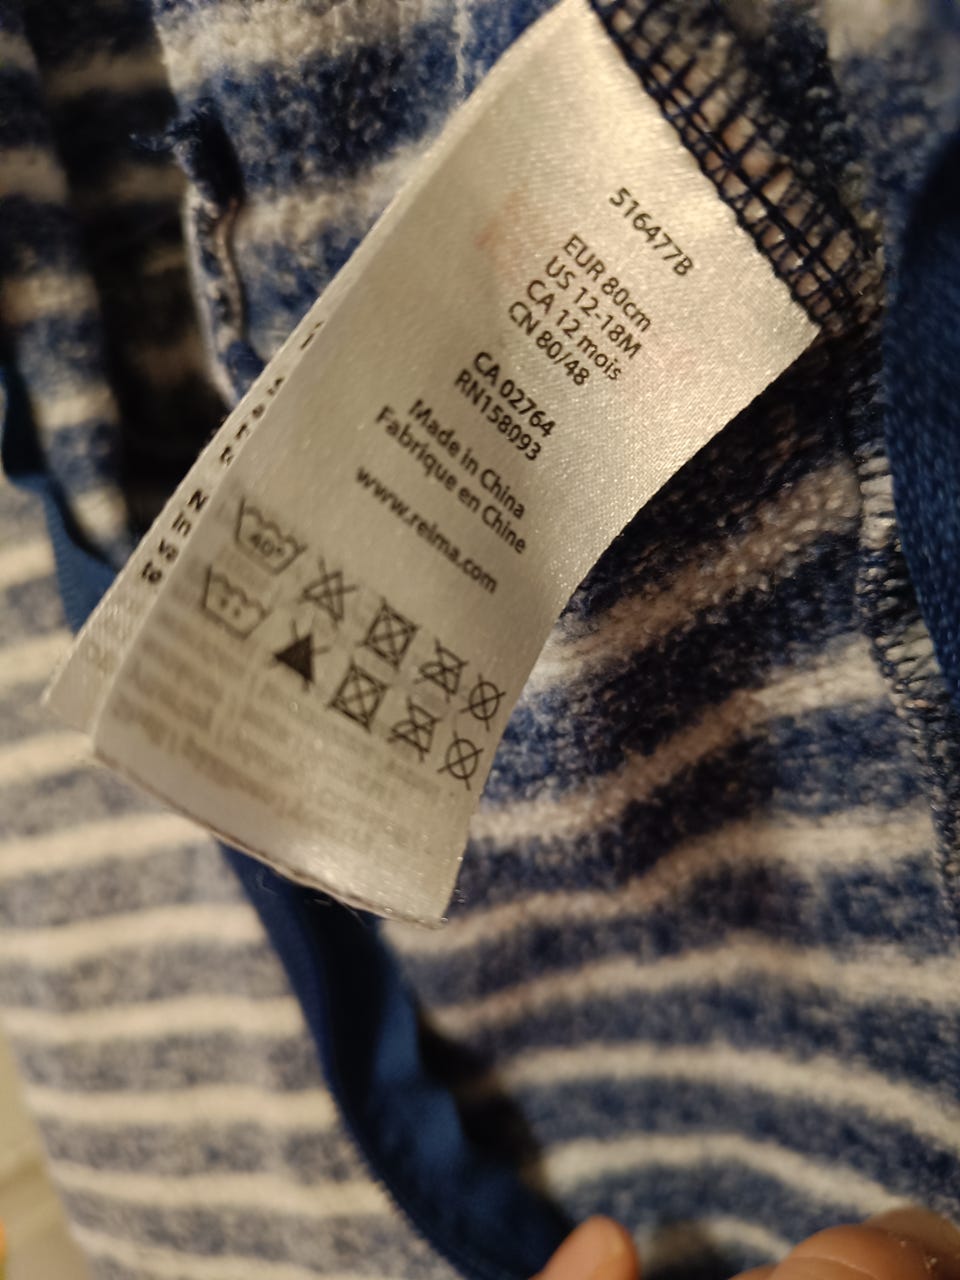 516477B
EUR 80cm
US 12-18M
CA 12 mois
CN 80/48
CA 02764
RN158093
Made in China
Fabrique en Chine
www.reima.com
40°